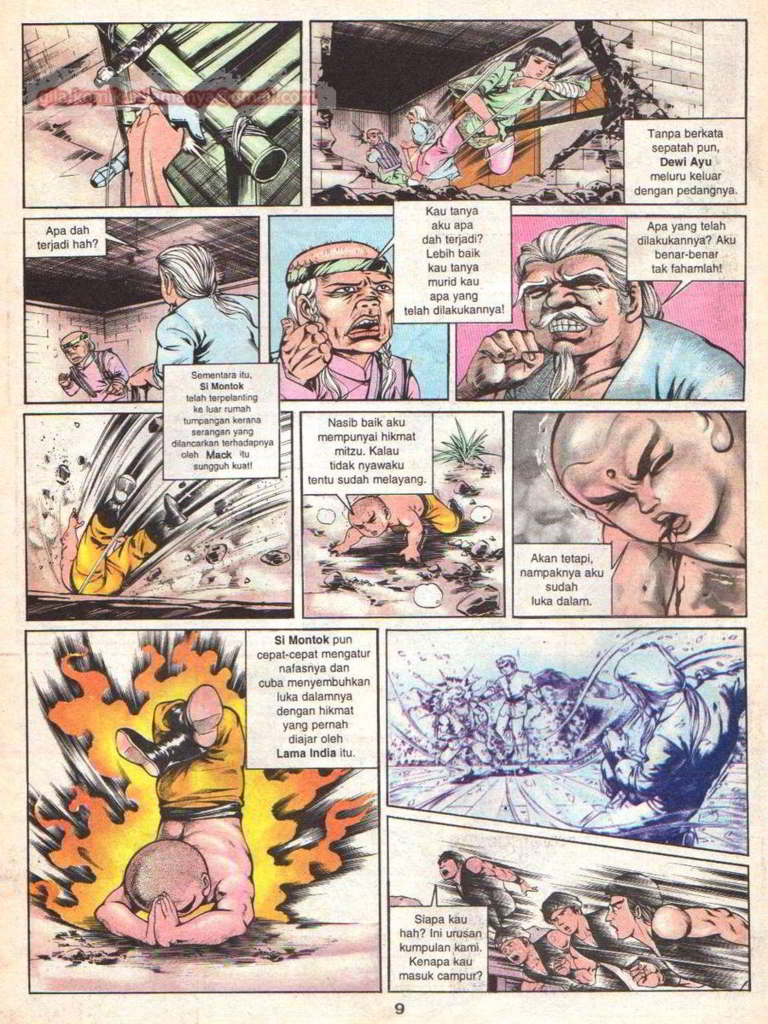 Tanpa berkata
sepatah pun,
Dewi Ayu
meluru keluar
dengan pedangnya.
Apa dah
terjadi hah?
Kau tanya
aku apa
dah terjadi?
Lebih baik
kau tanya
murid kau
apa yang
telah dilakukannya!
Apa yang telah
dilakukannya? Aku
benar-benar
tak fahamlah!
Sementara itu,
Si Montok
telah terpelanting
ke luar rumah
tumpangan kerana
serangan yang
dilancarkan terhadapnya
oleh Mack itu
sungguh kuat!
Nasib baik aku
mempunyai hikmat
mitzu. Kalau
tidak nyawaku
tentu sudah melayang.
Akan tetapi,
nampaknya aku
sudah
luka dalam.
Si Montok pun
cepat-cepat mengatur
nafasnya dan
cuba menyembuhkan
luka dalamnya
dengan hikmat
yang pernah
diajar oleh
Lama India itu.
Siapa kau
hah? Ini urusan
kumpulan kami.
Kenapa kau
masuk campur?
9